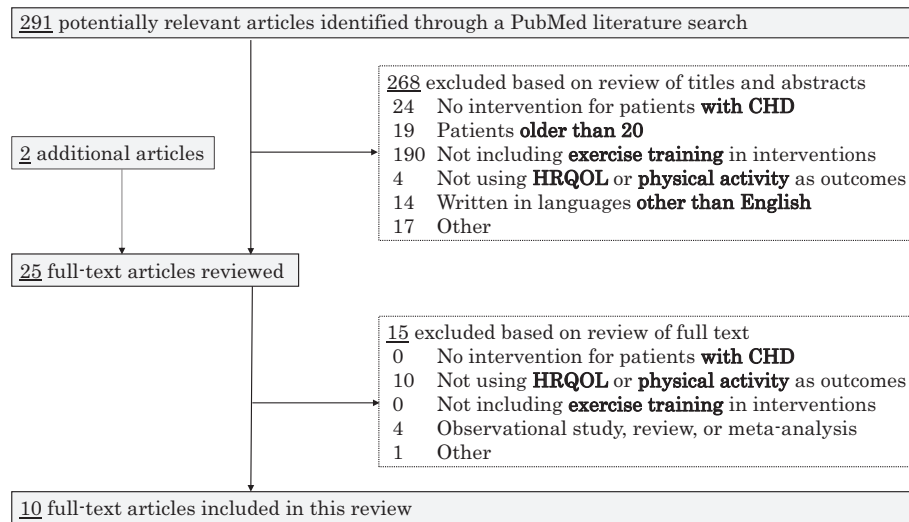 291 potentially relevant articles identified through a PubMed literature search
268 excluded based on review of titles and abstracts
24 No intervention for patients with CHD
19 Patients older than 20
190 Not including exercise training in interventions
4 Not using HRQOL or physical activity as outcomes
14 Written in languages other than English
17 Other
2 additional articles
25 full-text articles reviewed
15 excluded based on review of full text
0 No intervention for patients with CHD
10 Not using HRQOL or physical activity as outcomes
0 Not including exercise training in interventions
4 Observational study, review, or meta-analysis
1 Other
10 full-text articles included in this review